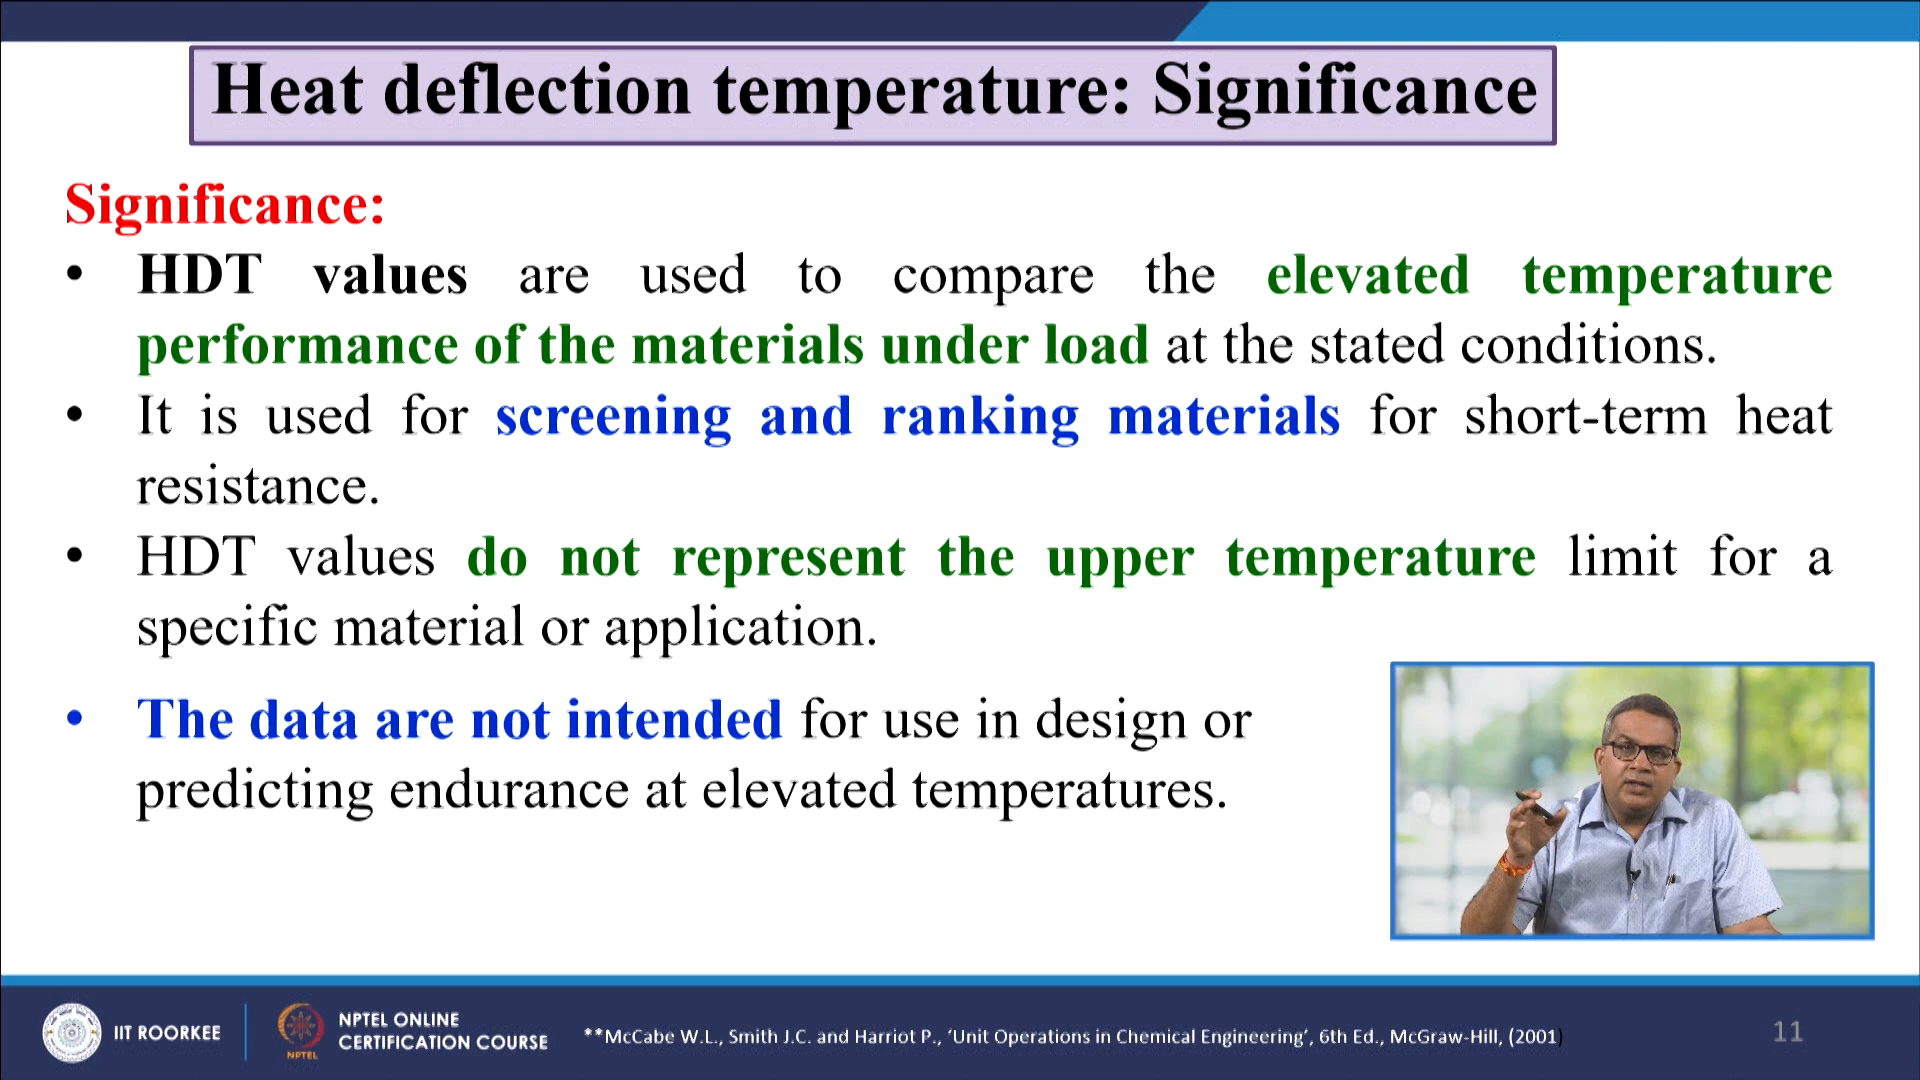 Heat deflection temperature: Significance
Significance:
• HDT values are used to compare the elevated temperature
performance of the materials under load at the stated conditions.
• It is used for screening and ranking materials for short-term heat
resistance.
• HDT values do not represent the upper temperature limit for a
specific material or application.
• The data are not intended for use in design or
predicting endurance at elevated temperatures.
IIT ROORKEE
NPTEL
NPTEL ONLINE
CERTIFICATION COURSE
**McCabe W.L., Smith J.C. and Harriot P., ‘Unit Operations in Chemical Engineering’, 6th Ed., McGraw-Hill, (2001)
11